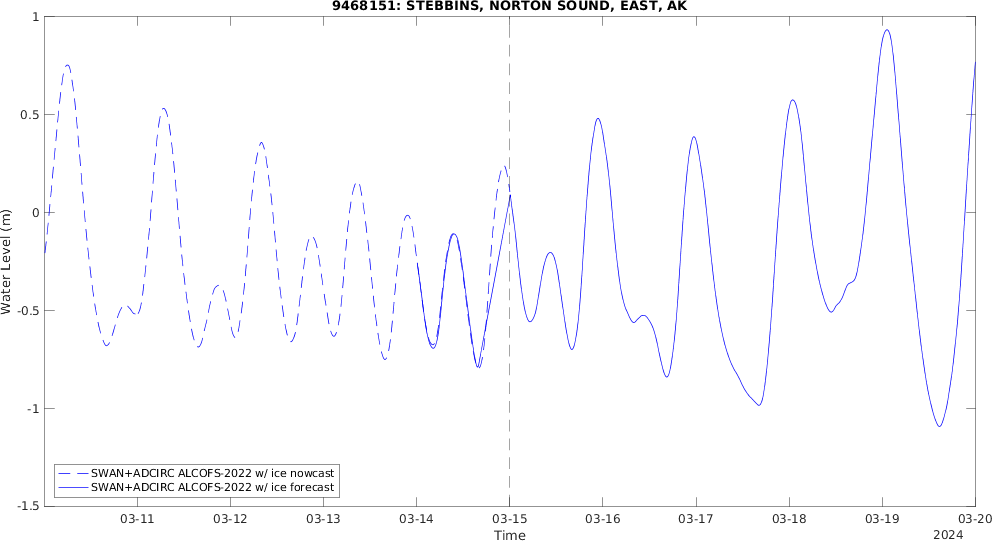 9468151: STEBBINS, NORTON SOUND, EAST, AK
Water Level (m)
1
0.5
0
-0.5
-1
-1.5
SWAN+ADCIRC ALCOFS-2022 w/ ice nowcast
SWAN+ADCIRC ALCOFS-2022 w/ ice forecast
03-11 03-12 03-13 03-14 03-15 03-16 03-17 03-18 03-19 03-20
Time
2024